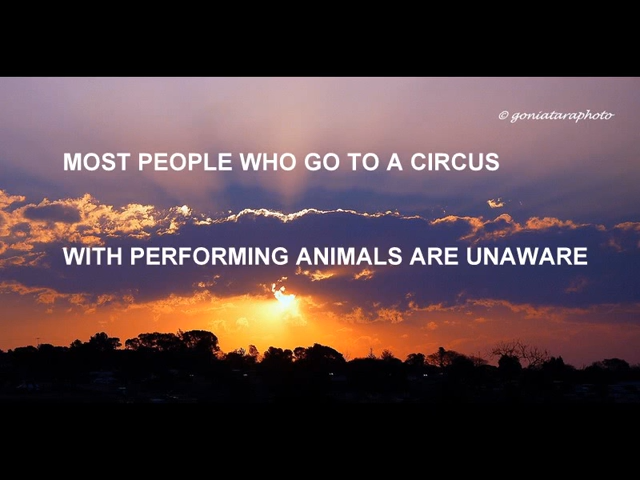 © goniataraphoto
MOST PEOPLE WHO GO TO A CIRCUS
WITH PERFORMING ANIMALS ARE UNAWARE